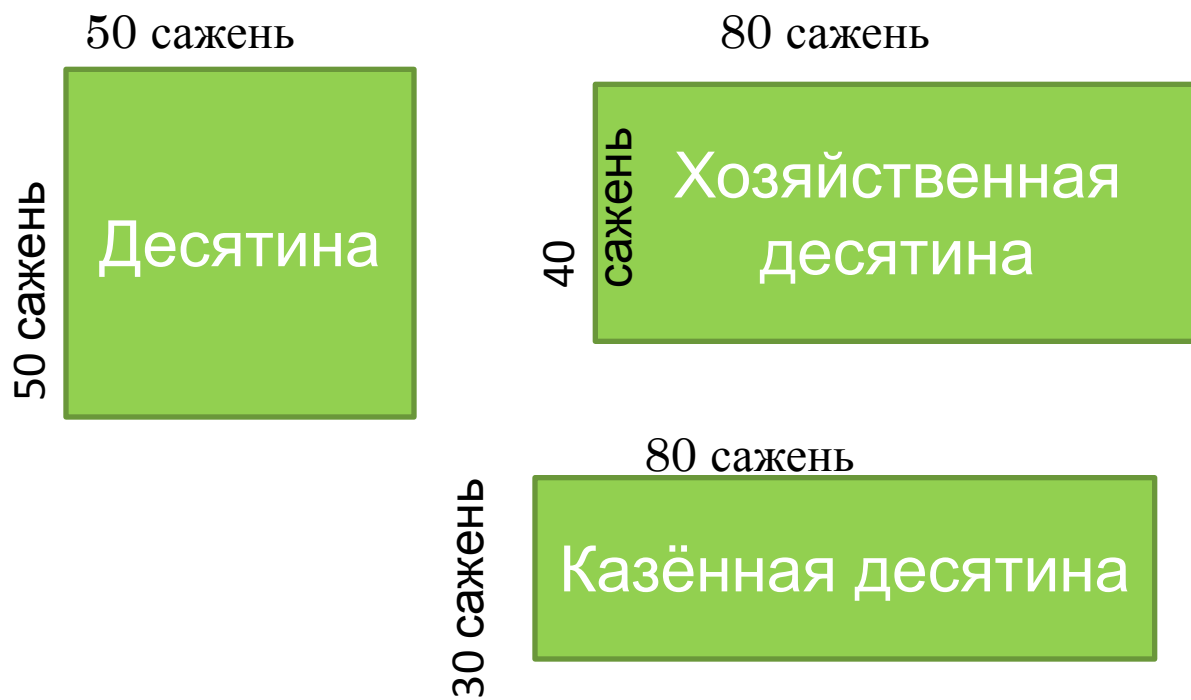 50 сажень
50 сажень
Десятина
80 сажень
40
сажень
Хозяйственная
десятина
80 сажень
30 сажень
Казённая десятина